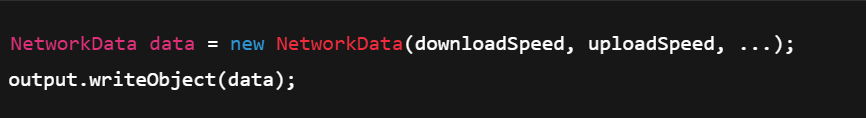 NetworkData data = new NetworkData(downloadSpeed, uploadSpeed, ...);
output.writeObject(data);